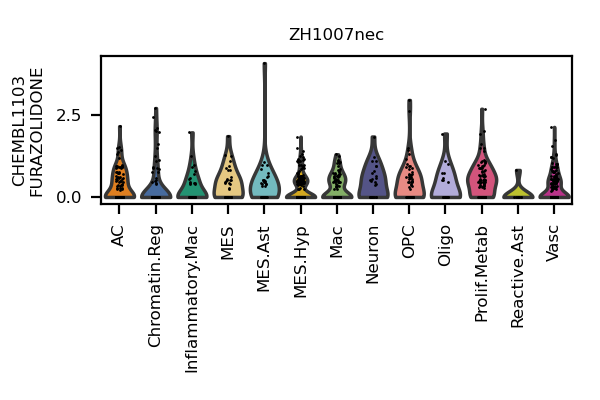 ZH1007nec
CHEMBL1103
FURAZOLIDONE
2.5
0.0
AC
Chromatin.Reg
Inflammatory.Mac
MES
MES.Ast
MES.Hyp
Mac
Neuron
OPC
Oligo
Prolif.Metab
Reactive.Ast
Vasc